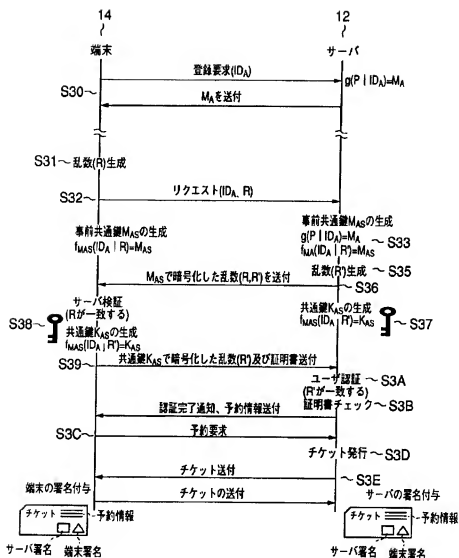 14
12
端末
サーバ
登録要求(IDA)
g(P｜IDA)=MA
S30
MAを送付
S31
乱数(R)生成
S32
リクエスト(IDA、R)
事前共通鍵MASの生成
fMAS(IDA｜R)=MAS
事前共通鍵MASの生成
g(P｜IDA)=MA
S33
fMA(IDA｜R')=MAS
乱数(R')生成
S35
MASで暗号化した乱数(R,R')を送付
S36
サーバ検証
(Rが一致する)
S38
共通鍵KASの生成
fMAS(IDA｜R')=KAS
共通鍵KASの生成
fMAS(IDA｜R')=KAS
S37
S39
共通鍵KASで暗号化した乱数(R')及び証明書送付
ユーザ認証
S3A
(R'が一致する)
証明書チェック
S3B
認証完了通知、予約情報送付
S3C
予約要求
チケット発行
S3D
チケット送付
S3E
端末の署名付与
チケットの送付
サーバの署名付与
チケット
予約情報
サーバ署名
端末署名
チケット
予約情報
サーバ署名
端末署名